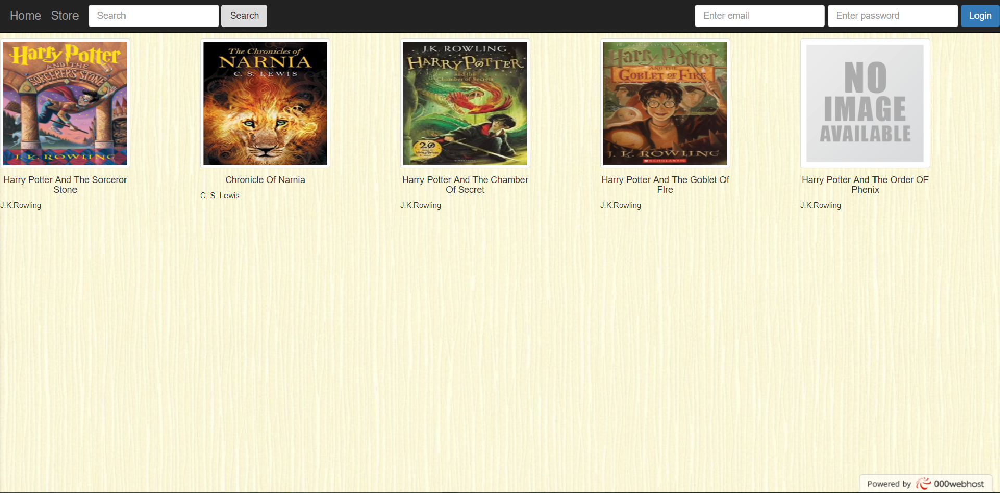 Home Store Search Search Enter email Enter password Login
Harry Potter
AND THE
SORCERER'S STONE
J. K. ROWLING
The Chronicles of
NARNIA
C. S. LEWIS
J.K. ROWLING
HARRY POTTER
and the
Chamber of Secrets
20
Harry Potter
AND THE
GOBLET OF FIRE
J. K. ROWLING
SCHOLASTIC
NO
IMAGE
AVAILABLE
Harry Potter And The Sorceror
Stone
J.K.Rowling
Chronicle Of Narnia
C. S. Lewis
Harry Potter And The Chamber
Of Secret
J.K.Rowling
Harry Potter And The Goblet Of
FIre
J.K.Rowling
Harry Potter And The Order OF
Phenix
J.K.Rowling
Powered by 000webhost